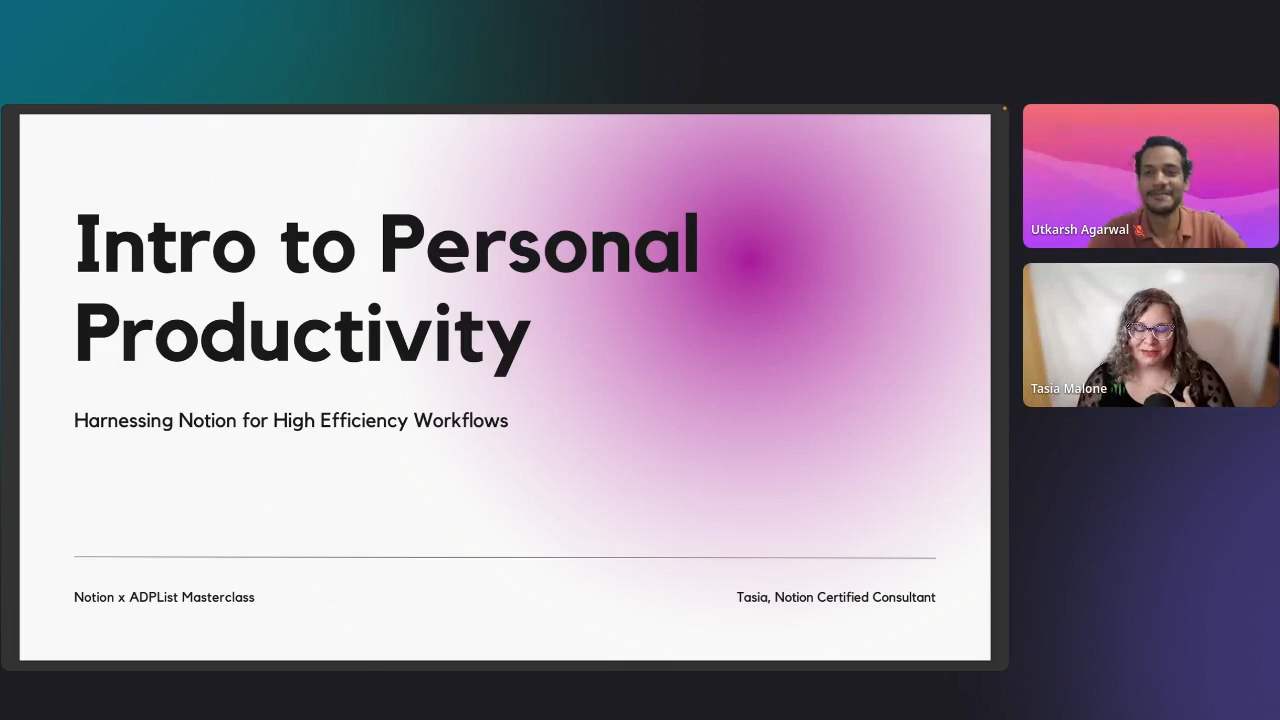 Intro to Personal
Productivity
Harnessing Notion for High Efficiency Workflows
Notion x ADPList Masterclass
Tasia, Notion Certified Consultant
Utkarsh Agarwal
Tasia Malone